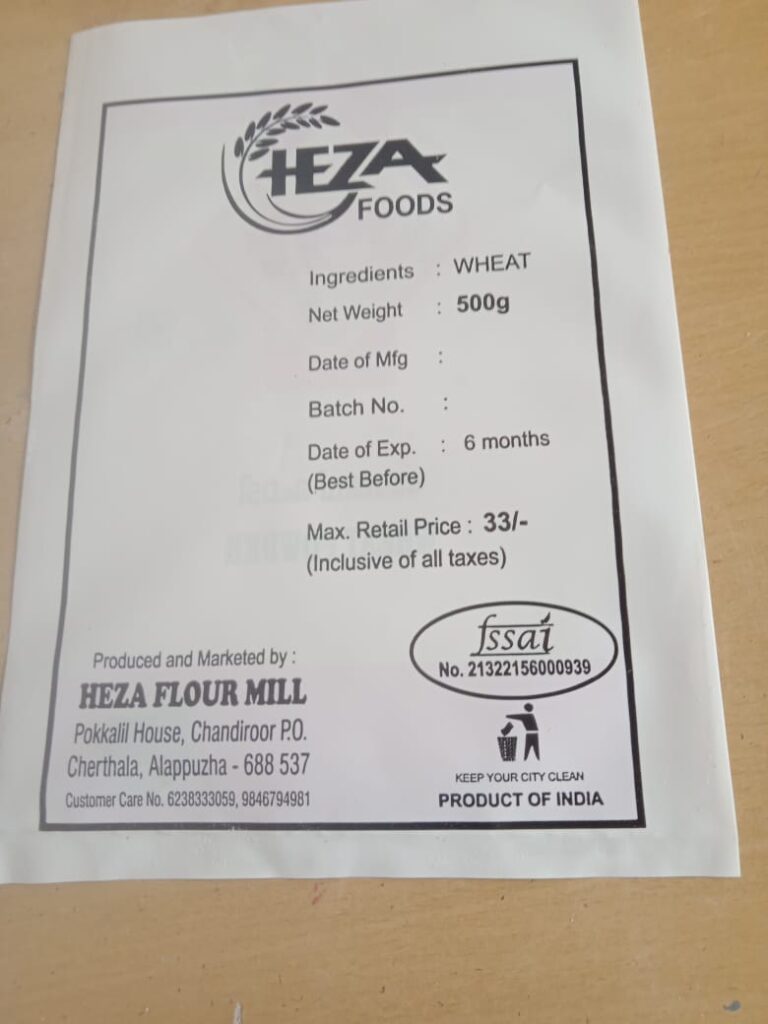 HEZA
FOODS
Ingredients : WHEAT
Net Weight : 500g
Date of Mfg :
Batch No. :
Date of Exp. : 6 months
(Best Before)
Max. Retail Price : 33/-
(Inclusive of all taxes)
fssai
No. 21322156000939
Produced and Marketed by :
HEZA FLOUR MILL
Pokkalil House, Chandiroor P.O.
Cherthala, Alappuzha - 688 537
Customer Care No. 6238333059, 9846794981
KEEP YOUR CITY CLEAN
PRODUCT OF INDIA